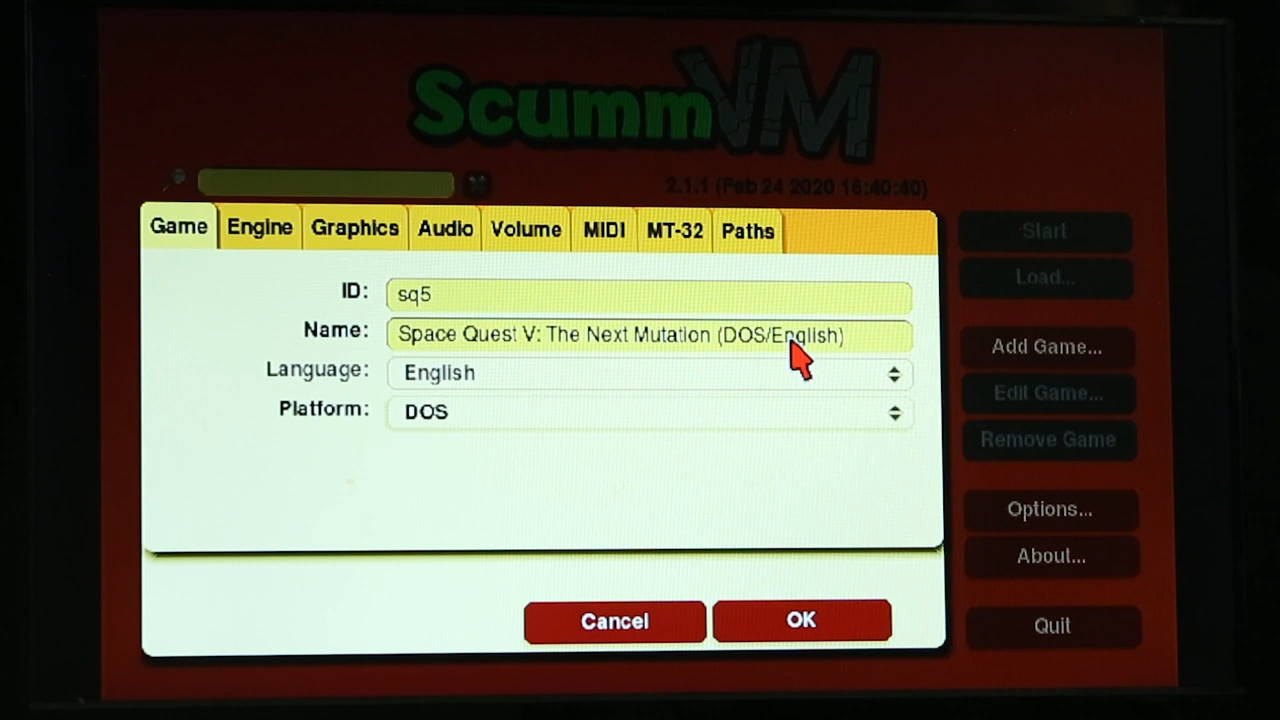 ScummVM
2.1.1 (Feb 24 2020 16:40:40)
Game Engine Graphics Audio Volume MIDI MT-32 Paths
ID: sq5
Name: Space Quest V: The Next Mutation (DOS/English)
Language: English
Platform: DOS
Cancel OK
Start
Load...
Add Game...
Edit Game...
Remove Game
Options...
About...
Quit